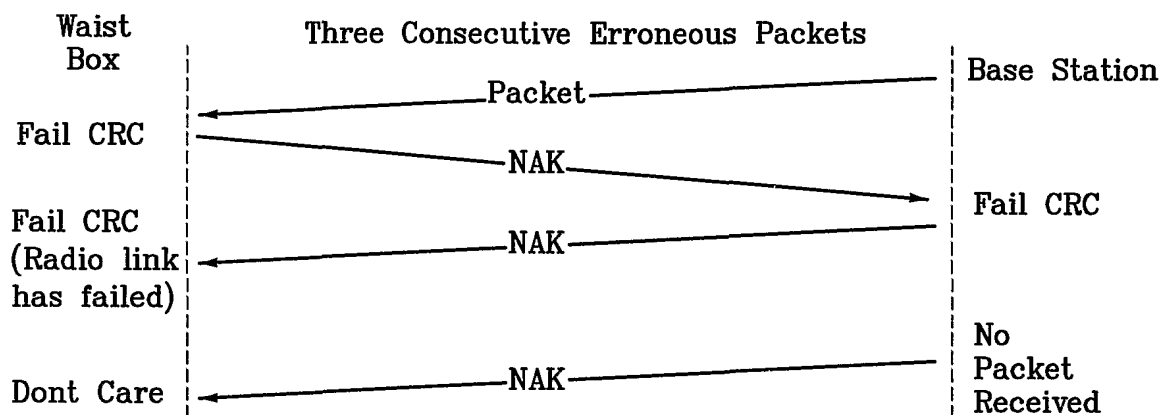 Waist
Box
Three Consecutive Erroneous Packets
Base Station
Packet
Fail CRC
NAK
Fail CRC
Fail CRC
(Radio link
has failed)
NAK
No
Packet
Received
NAK
Dont Care